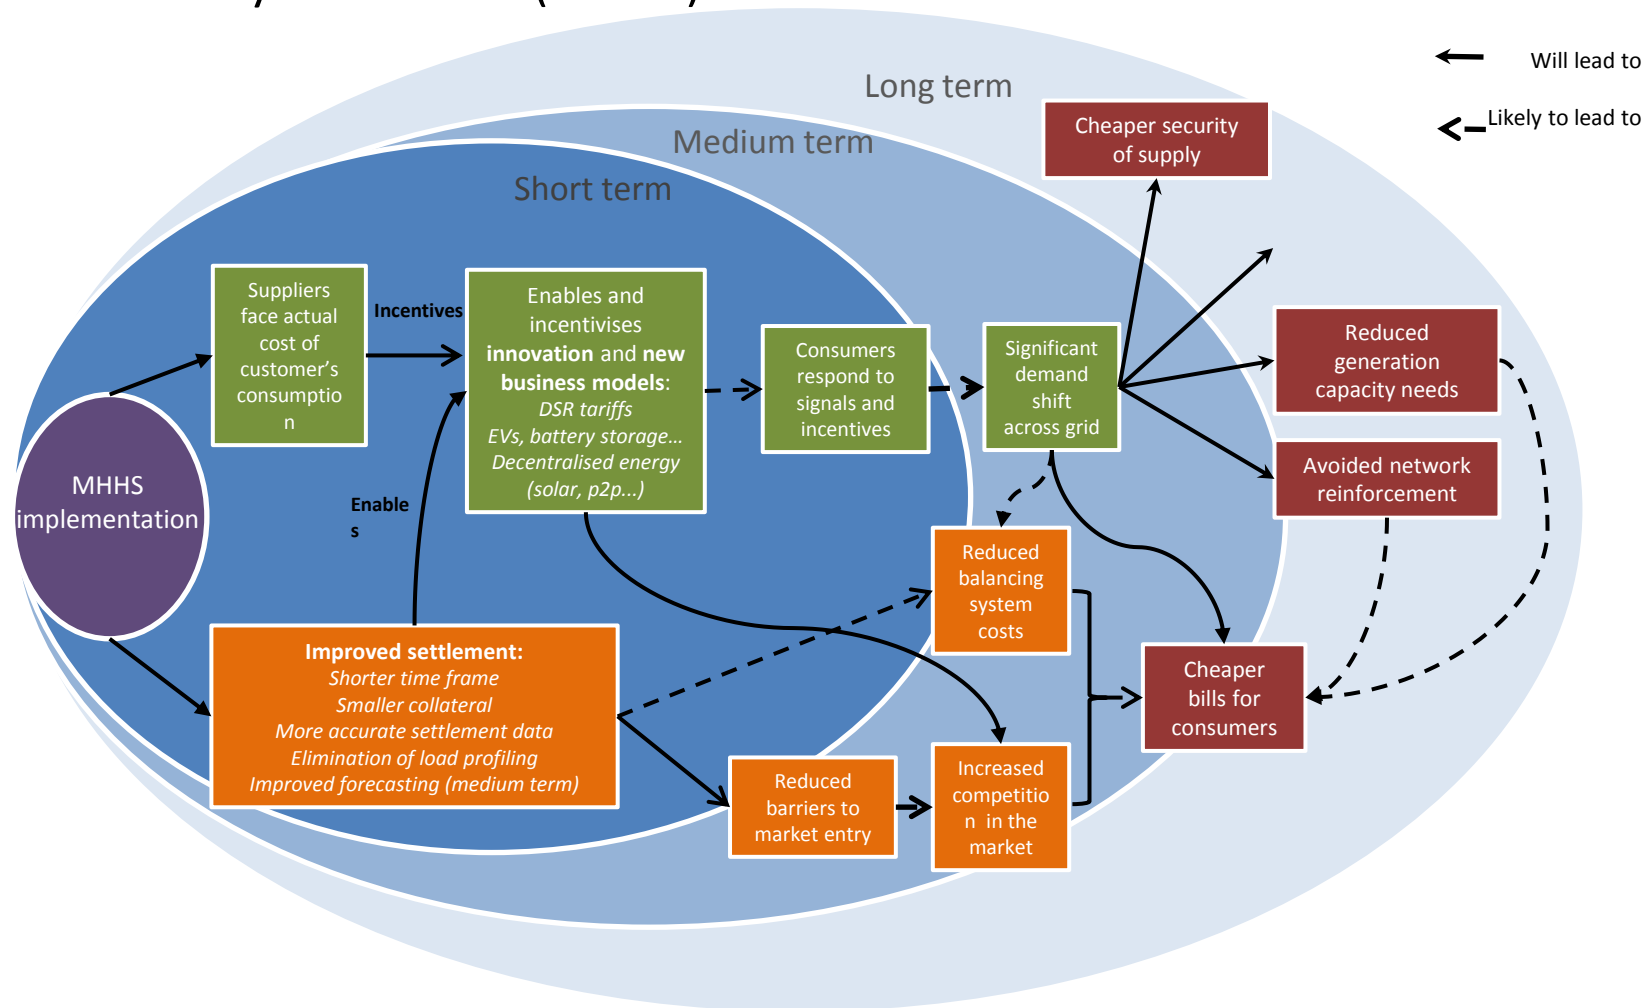 Long term
Medium term
Short term
Will lead to
Likely to lead to
Cheaper security
of supply
Suppliers
face actual
cost of
customer’s
consumptio
n
Incentives
Enables and
incentivises
innovation and new
business models:
DSR tariffs
EVs, battery storage...
Decentralised energy
(solar, p2p...)
Consumers
respond to
signals and
incentives
Significant
demand
shift
across grid
Reduced
generation
capacity needs
Avoided network
reinforcement
MHHS
implementation
Enable
s
Reduced
balancing
system
costs
Improved settlement:
Shorter time frame
Smaller collateral
More accurate settlement data
Elimination of load profiling
Improved forecasting (medium term)
Cheaper
bills for
consumers
Reduced
barriers to
market entry
Increased
competitio
n in the
market